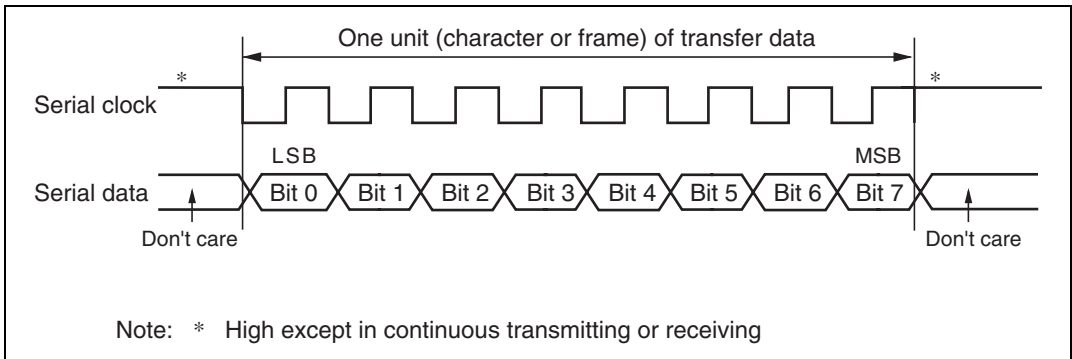 One unit (character or frame) of transfer data
* *
Serial clock
LSB MSB
Serial data Bit 0 Bit 1 Bit 2 Bit 3 Bit 4 Bit 5 Bit 6 Bit 7
Don't care Don't care
Note: * High except in continuous transmitting or receiving